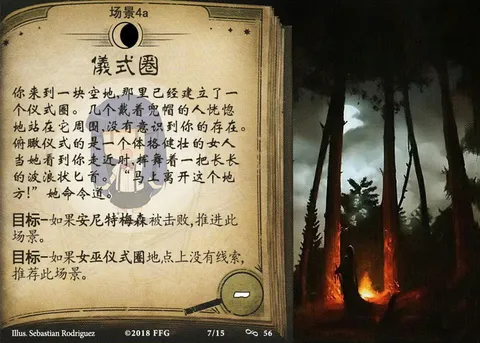 场景4a
儀式圈
你来到一块空地,那里已经建立了一
个仪式圈。几个戴着兜帽的人恍惚
地站在它周围,没有意识到你的存在。
俯瞰仪式的是一个体格健壮的女人
当她看到你走近时,挥舞着一把长长
的波浪状匕首。“马上离开这个地
方!”她命令道。
目标-如果安尼特梅森被击败,推进此
场景。
目标-如果女巫仪式圈地点上没有线索,
推荐此场景。
-
Illus. Sebastian Rodriguez ©2018 FFG 7/15 56